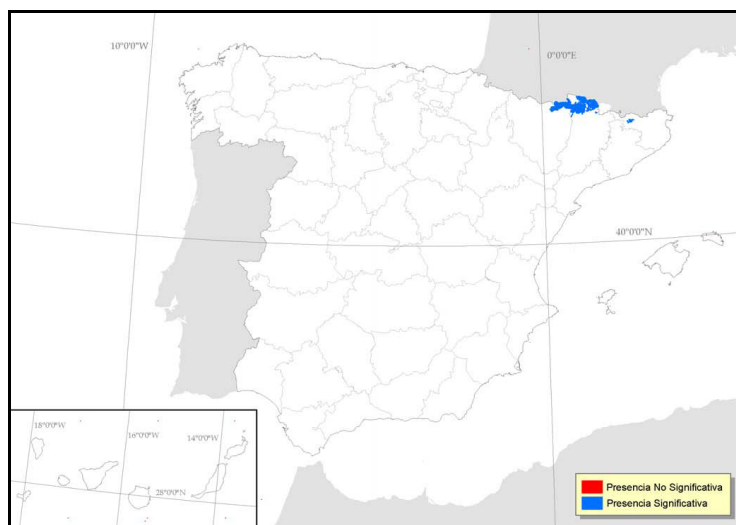 10°0'0"W
0°0'0"E
40°0'0"N
18°0'0"W
16°0'0"W
14°0'0"W
28°0'0"N
Presencia No Significativa
Presencia Significativa